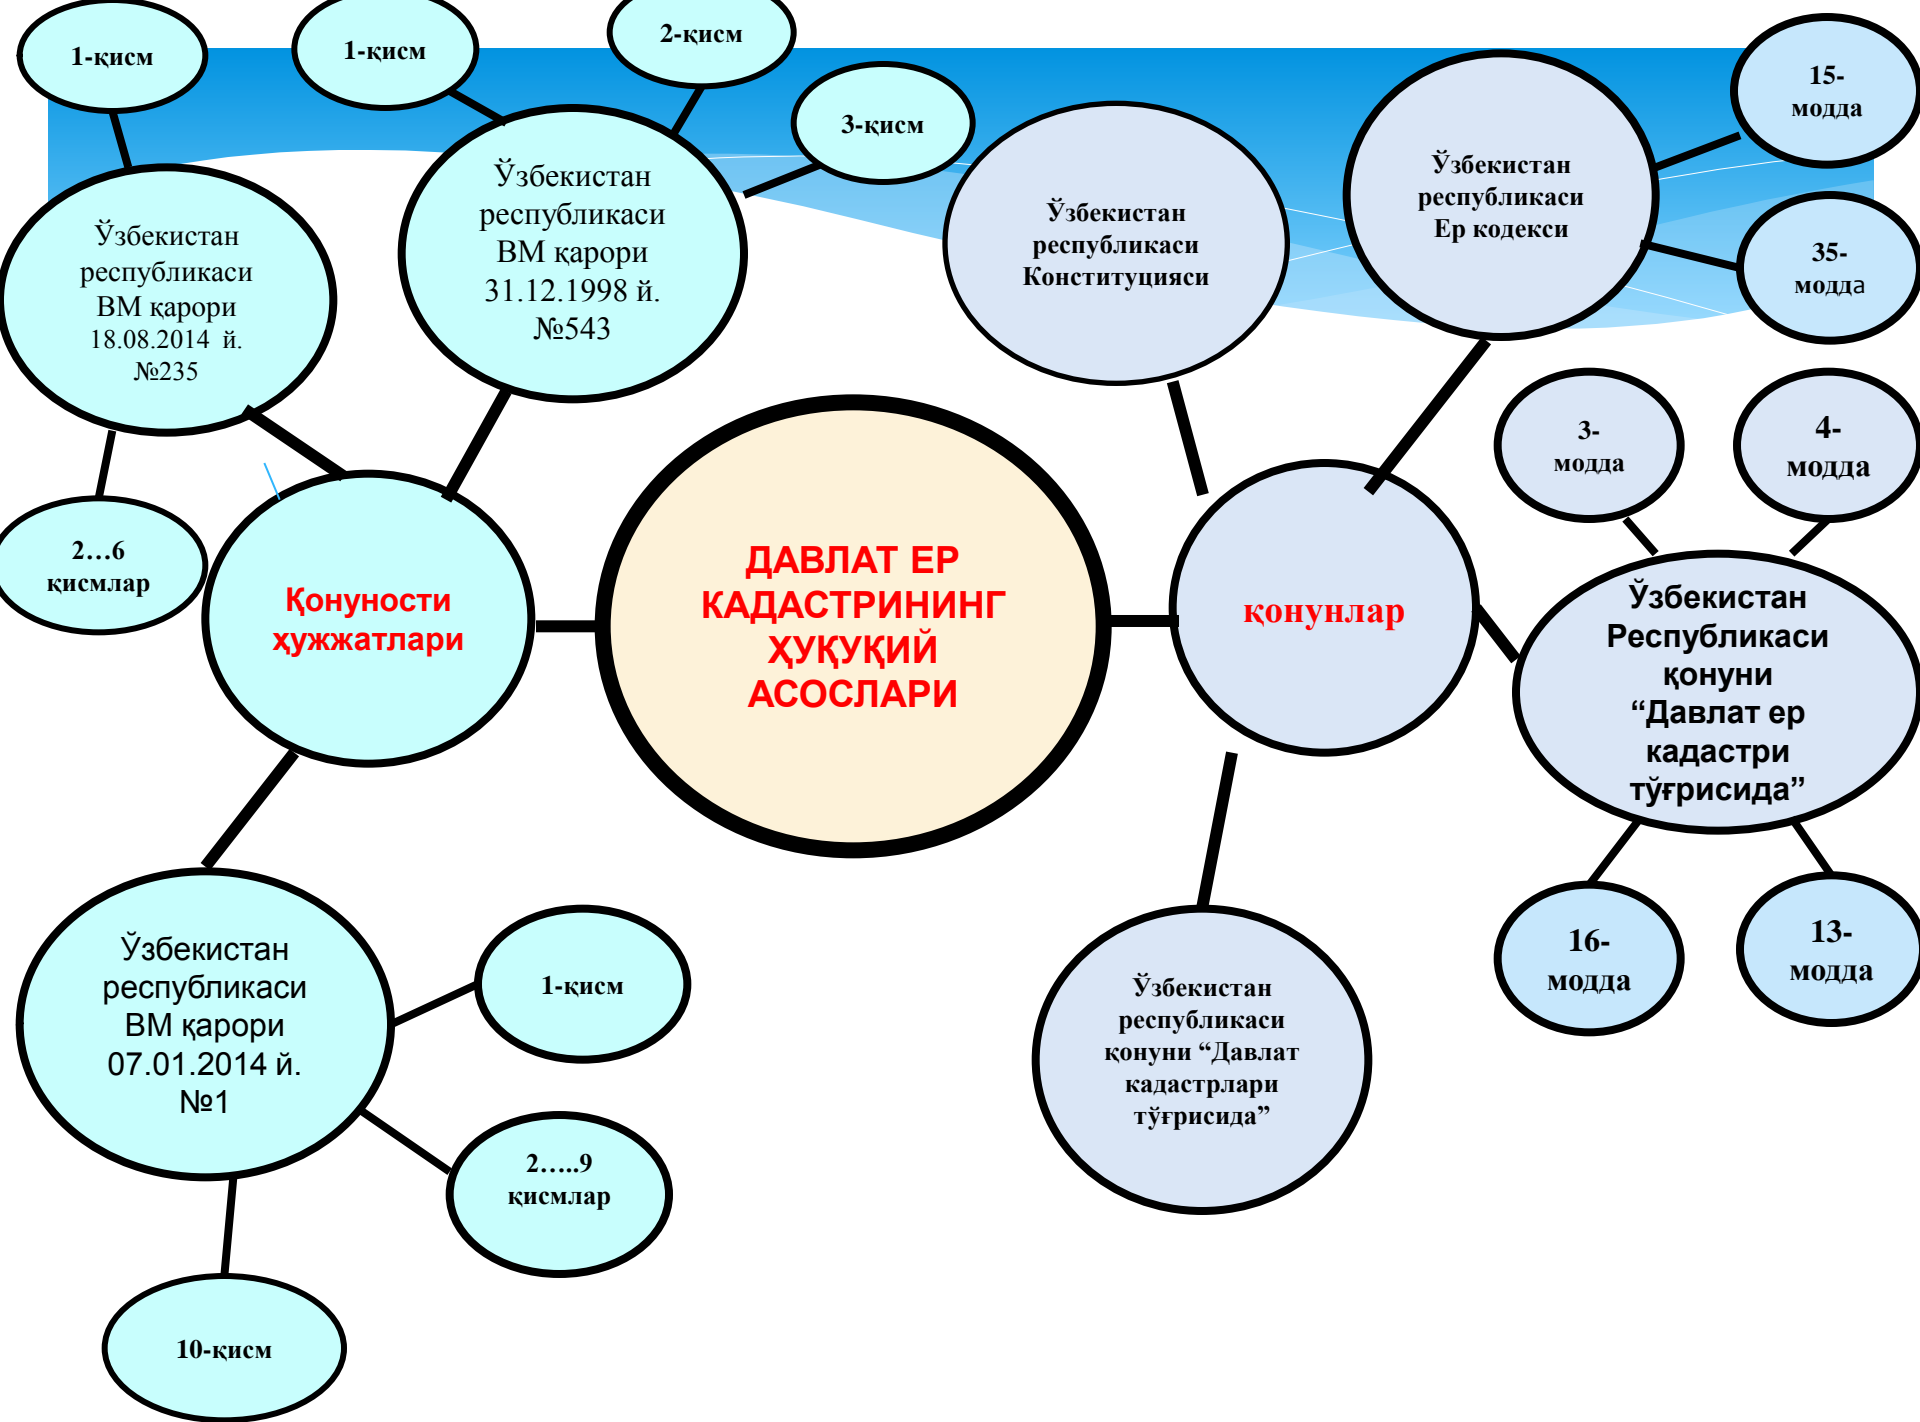 1-қисм
1-қисм
2-қисм
3-қисм
15-
модда
Ўзбекистан
республикаси
ВМ қарори
31.12.1998 й.
№543
Ўзбекистан
республикаси
Ер кодекси
Ўзбекистан
республикаси
Конституцияси
Ўзбекистан
республикаси
ВМ қарори
18.08.2014 й.
№235
35-
модда
3-
модда
4-
модда
2…6
қисмлар
Қонуности
ҳужжатлари
ДАВЛАТ ЕР
КАДАСТРИНИНГ
ҲУҚУҚИЙ
АСОСЛАРИ
қонунлар
Ўзбекистан
Республикаси
қонуни
“Давлат ер
кадастри
тўғрисида”
16-
модда
13-
модда
Ўзбекистан
республикаси
ВМ қарори
07.01.2014 й.
№1
1-қисм
Ўзбекистан
республикаси
қонуни “Давлат
кадастрлари
тўғрисида”
2…..9
қисмлар
10-қисм